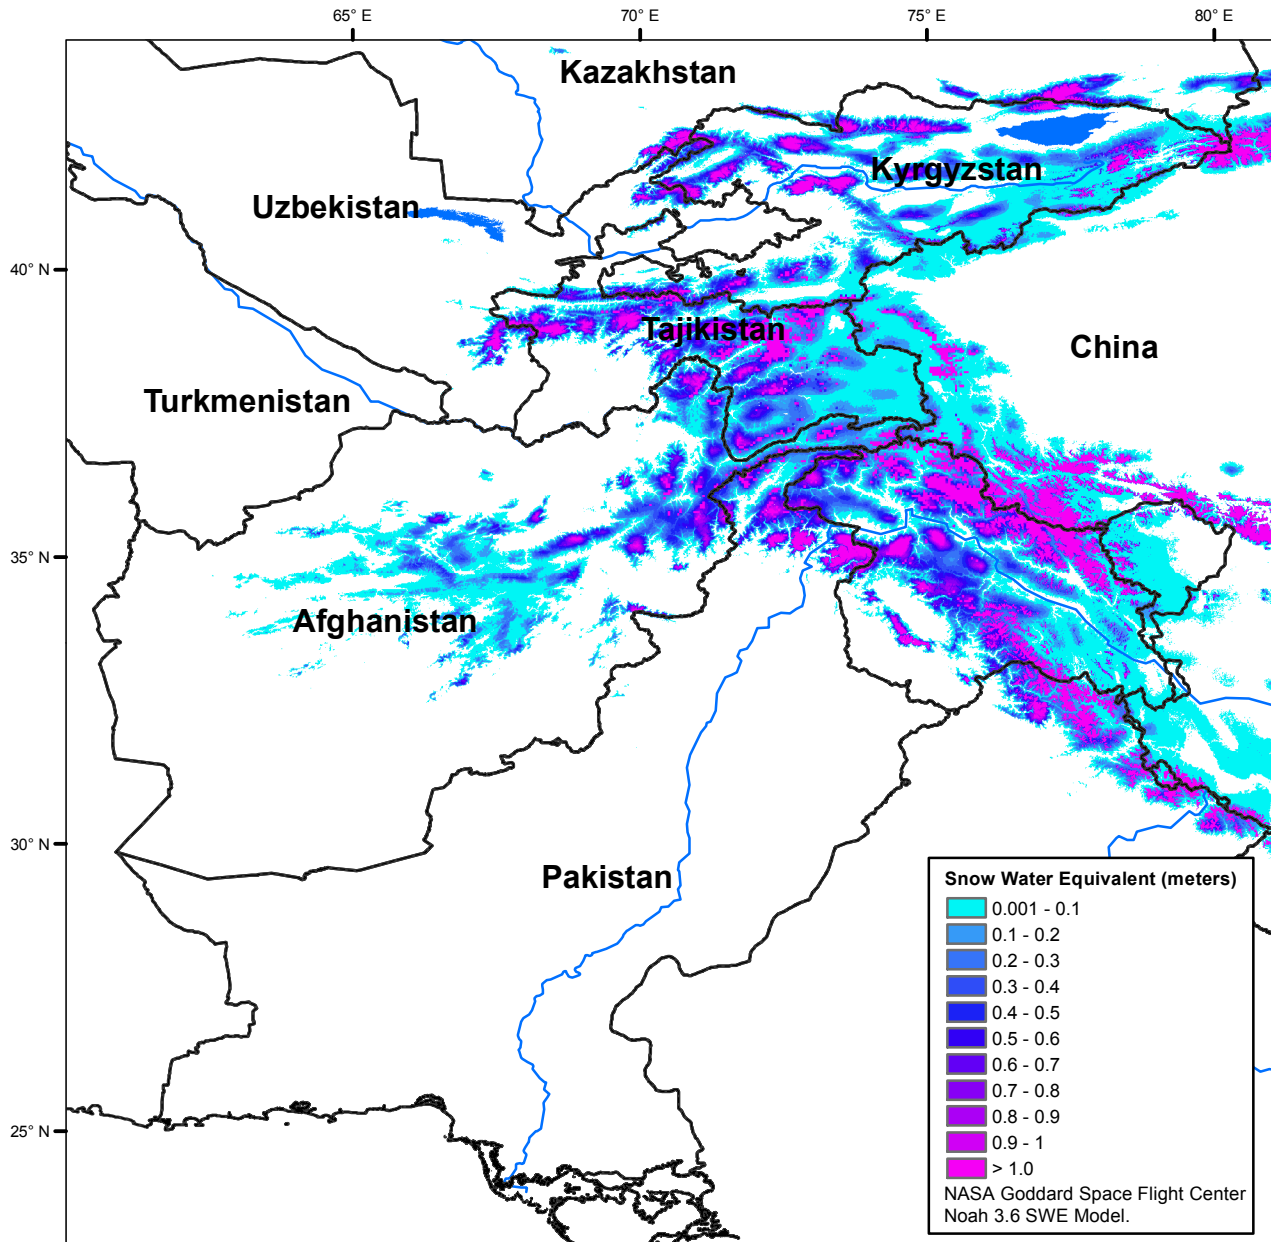 65° E
70° E
75° E
80° E
Kazakhstan
Kyrgyzstan
Uzbekistan
40° N
Tajikistan
China
Turkmenistan
35° N
Afghanistan
30° N
Pakistan
25° N
Snow Water Equivalent (meters)
0.001 - 0.1
0.1 - 0.2
0.2 - 0.3
0.3 - 0.4
0.4 - 0.5
0.5 - 0.6
0.6 - 0.7
0.7 - 0.8
0.8 - 0.9
0.9 - 1
> 1.0
NASA Goddard Space Flight Center
Noah 3.6 SWE Model.